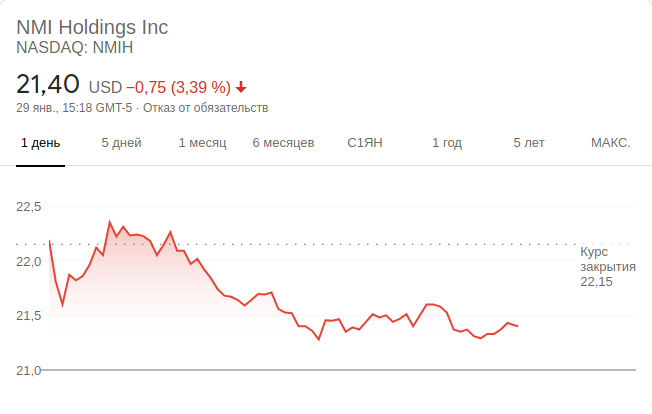 NMI Holdings Inc
NASDAQ: NMIH
21,40 USD −0,75 (3,39 %)
29 янв., 15:18 GMT-5 · Отказ от обязательств
1 день 5 дней 1 месяц 6 месяцев С1ЯН 1 год 5 лет МАКС.
22,5
22,0
21,5
21,0
Курс
закрытия
22,15